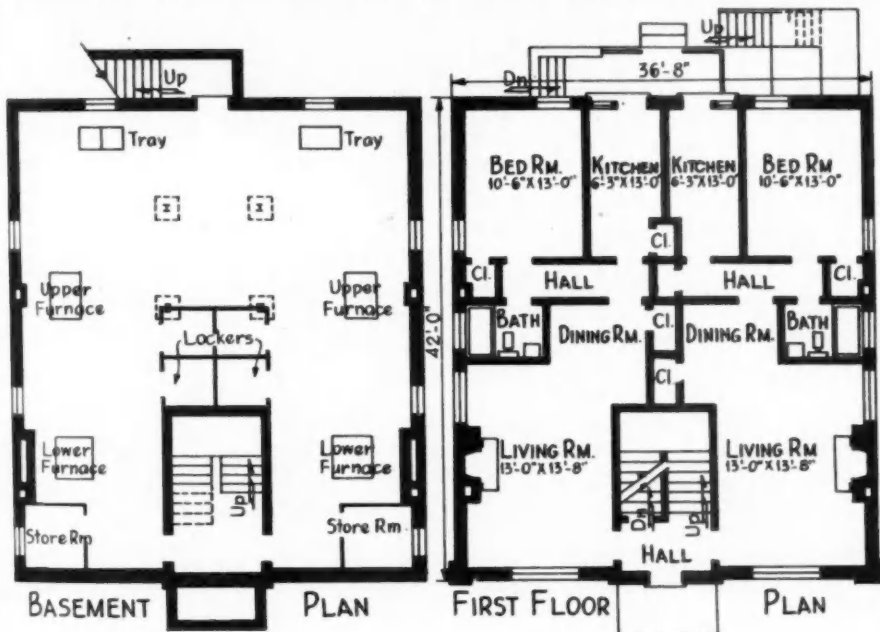 Up
Tray
Tray
Upper
Furnace
Upper
Furnace
Lockers
Lower
Furnace
Lower
Furnace
Up
Store Rm
Store Rm
BASEMENT PLAN
Up
Dn
36'-8"
42'-0"
BED RM.
10'-6"X13'-0"
KITCHEN
6'-3"X13'-0"
KITCHEN
6'-3"X13'-0"
BED RM
10'-6"X13'-0"
Cl.
Cl.
HALL
HALL
Cl.
BATH
DINING RM.
Cl.
DINING RM.
BATH
Cl.
LIVING RM.
13'-0"X13'-8"
LIVING RM
13'-0"X13'-8"
Dn
Up
HALL
FIRST FLOOR PLAN